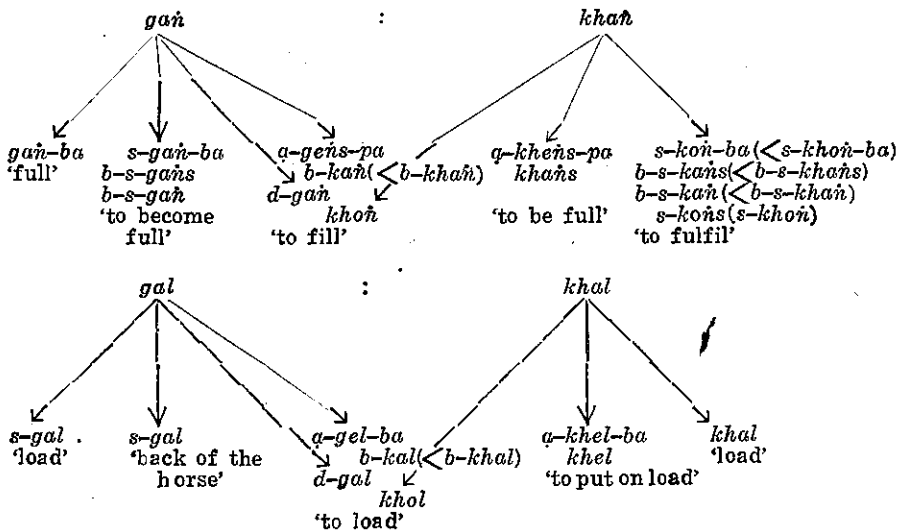 gaṅ : khaṅ
gaṅ-ba s-gaṅ-ba ạ-geṅs-pa ạ-kheṅs-pa s-koṅ-ba(<s-khoṅ-ba)
'full' b-s-gaṅs b-kaṅ(<b-khaṅ) khaṅs b-s-kaṅs(<b-s-khaṅs)
b-s-gaṅ d-gaṅ b-s-kaṅ(<b-s-khaṅ)
'to become khoṅ 'to be full' s-koṅs(s-khoṅ)
full' 'to fill' 'to fulfil'
gal : khal
s-gal s-gal ạ-gel-ba ạ-khel-ba khal
'load' 'back of the b-kal(<b-khal) khel 'load'
horse' d-gal 'to put on load'
khol
'to load'